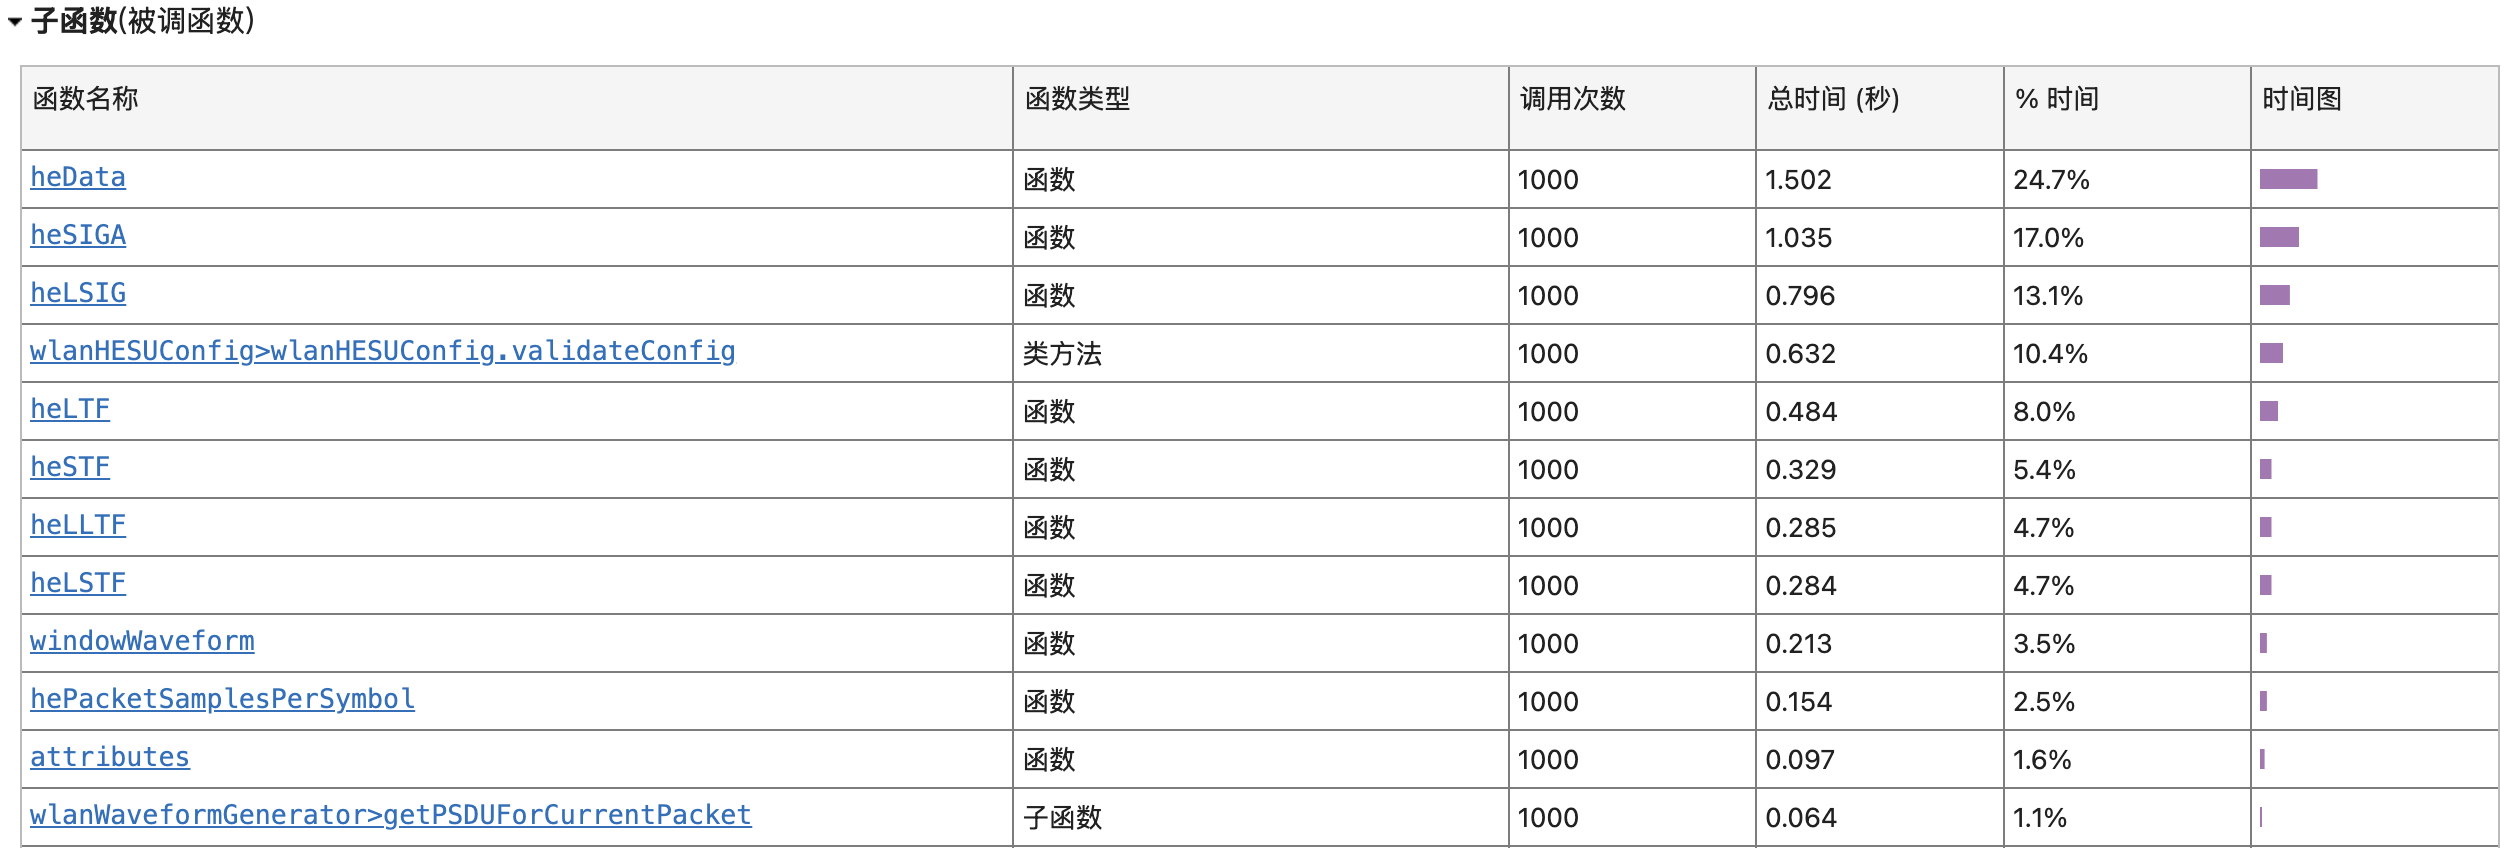 子函数(被调函数)
函数名称 函数类型 调用次数 总时间 (秒) % 时间 时间图
heData 函数 1000 1.502 24.7%
heSIGA 函数 1000 1.035 17.0%
heLSIG 函数 1000 0.796 13.1%
wlanHESUConfig>wlanHESUConfig.validateConfig 类方法 1000 0.632 10.4%
heLTF 函数 1000 0.484 8.0%
heSTF 函数 1000 0.329 5.4%
heLLTF 函数 1000 0.285 4.7%
heLSTF 函数 1000 0.284 4.7%
windowWaveform 函数 1000 0.213 3.5%
hePacketSamplesPerSymbol 函数 1000 0.154 2.5%
attributes 函数 1000 0.097 1.6%
wlanWaveformGenerator>getPSDUForCurrentPacket 子函数 1000 0.064 1.1%